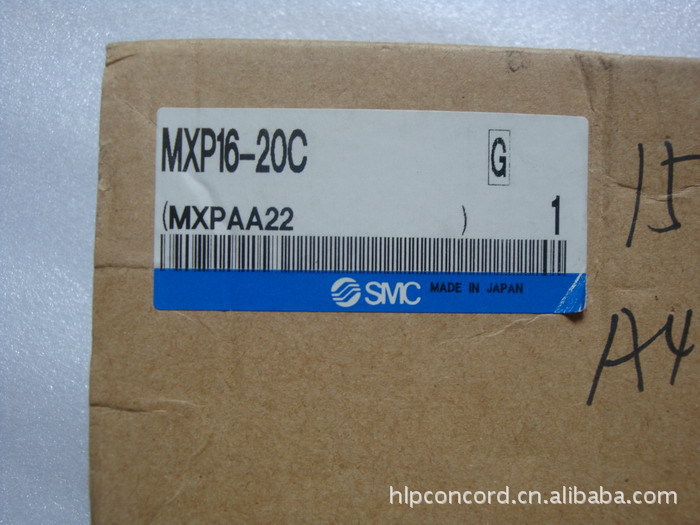 MXP16-20C G
(MXPAA22 ) 1
SMC MADE IN JAPAN
15
A4
hlpconcord.cn.alibaba.com